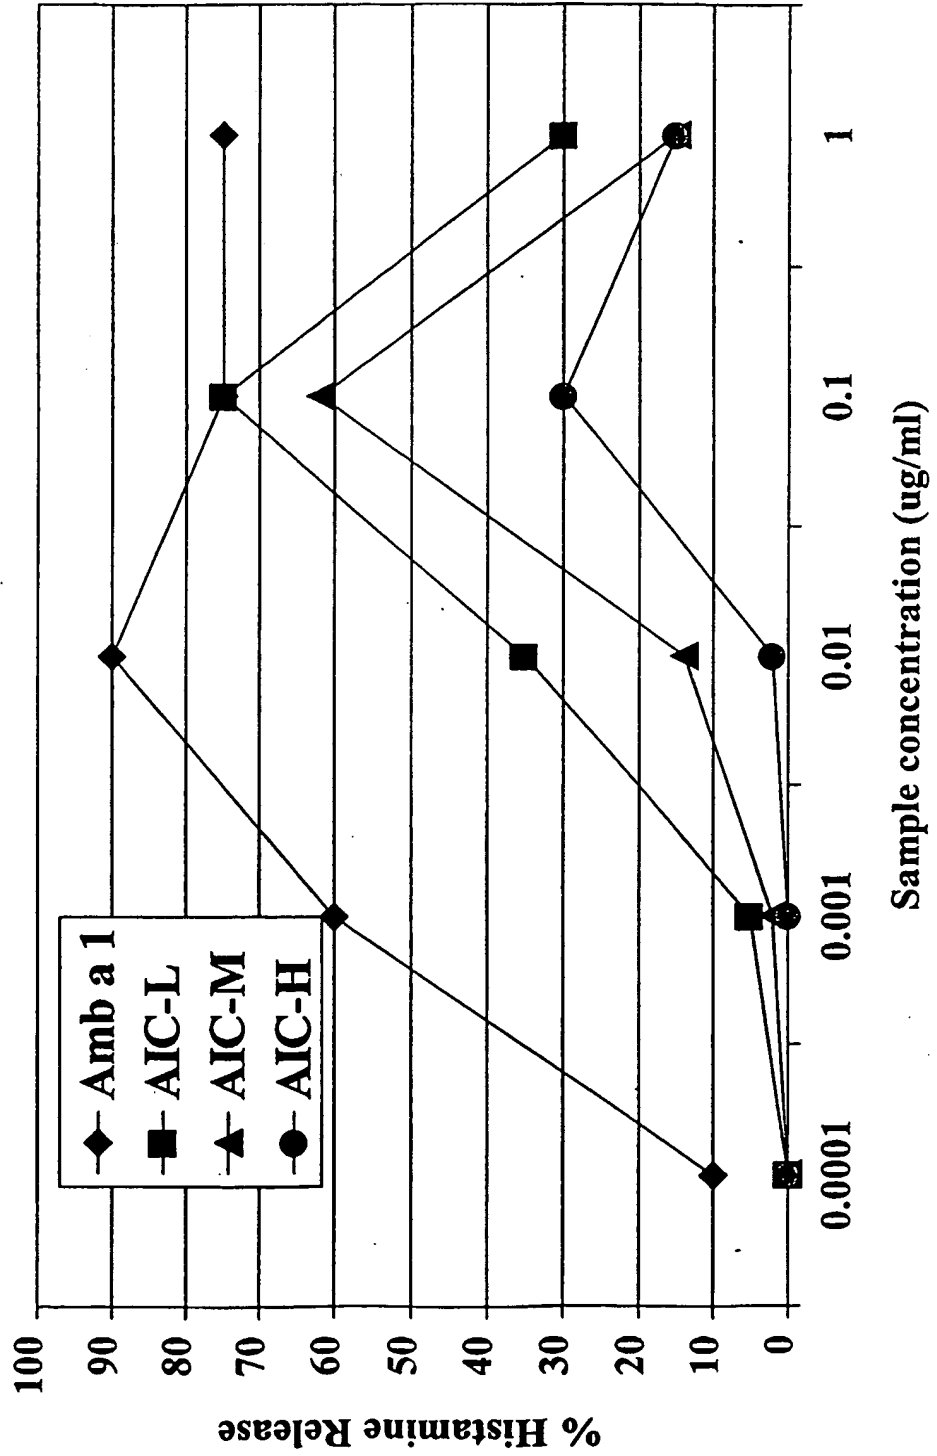 % Histamine Release
100
90
80
70
60
50
40
30
20
10
0
Amb a 1
AIC-L
AIC-M
AIC-H
0.0001
0.001
0.01
0.1
1
Sample concentration (ug/ml)